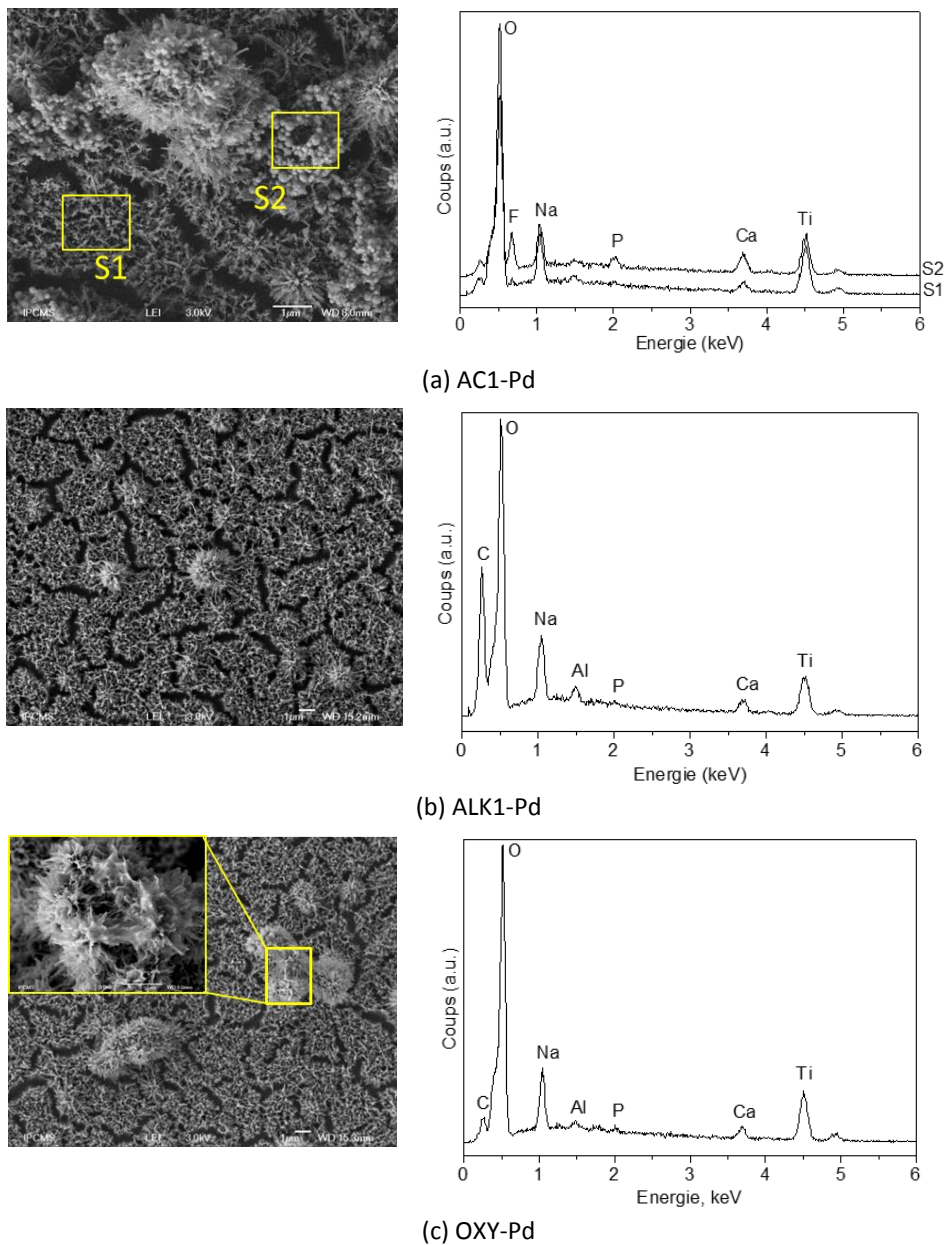 S2
S1
IPCMS LEI 3.0kV 1µm WD 8.0mm
Coups (a.u.)
O
F
Na
P
Ca
Ti
S2
S1
0 1 2 3 4 5 6
Energie (keV)
(a) AC1-Pd
IPCMS LEI 3.0kV 1µm WD 15.2mm
Coups (a.u.)
O
C
Na
Al
P
Ca
Ti
0 1 2 3 4 5 6
Energie (keV)
(b) ALK1-Pd
IPCMS
IPCMS LEI 3.0kV 1µm WD 15.3mm
Coups (a.u.)
O
C
Na
Al
P
Ca
Ti
0 1 2 3 4 5 6
Energie, keV
(c) OXY-Pd